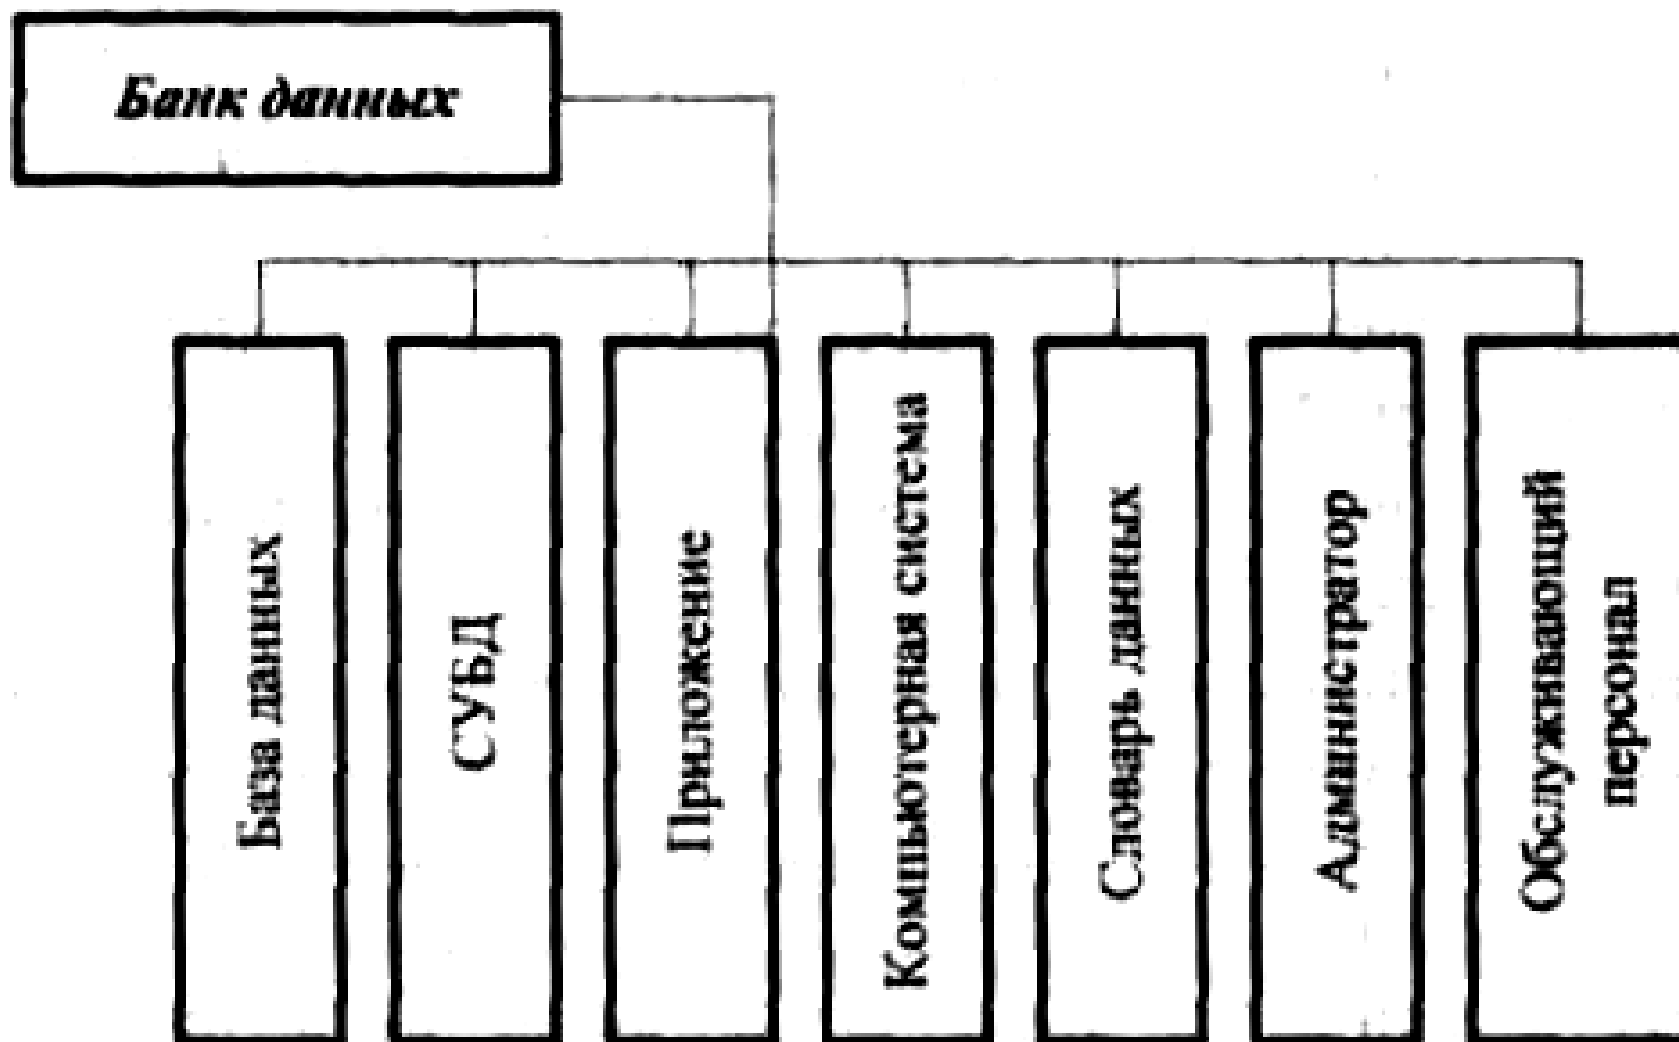 Банк данных
База данных
СУБД
Приложение
Компьютерная система
Словарь данных
Администратор
Обслуживающий
персонал